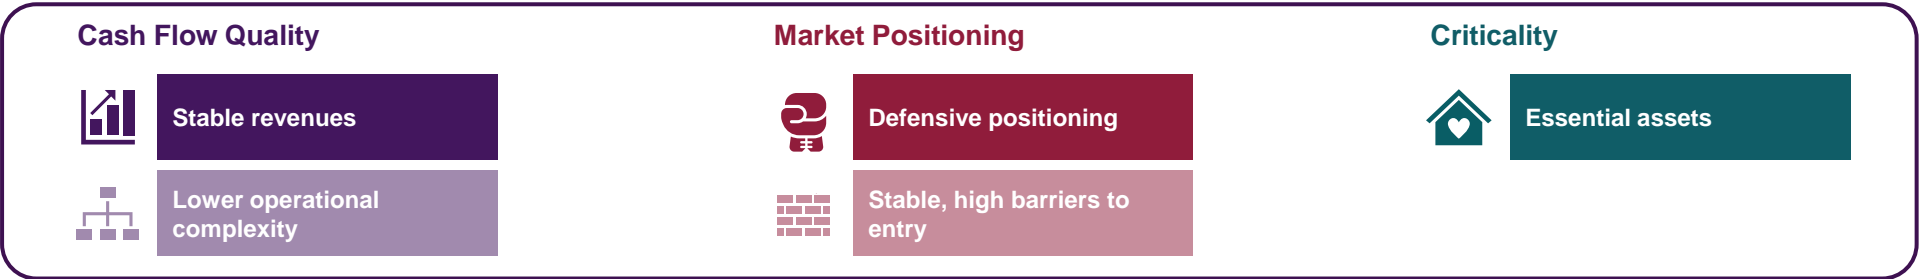 Cash Flow Quality
Stable revenues
Lower operational
complexity
Market Positioning
Defensive positioning
Stable, high barriers to
entry
Criticality
Essential assets